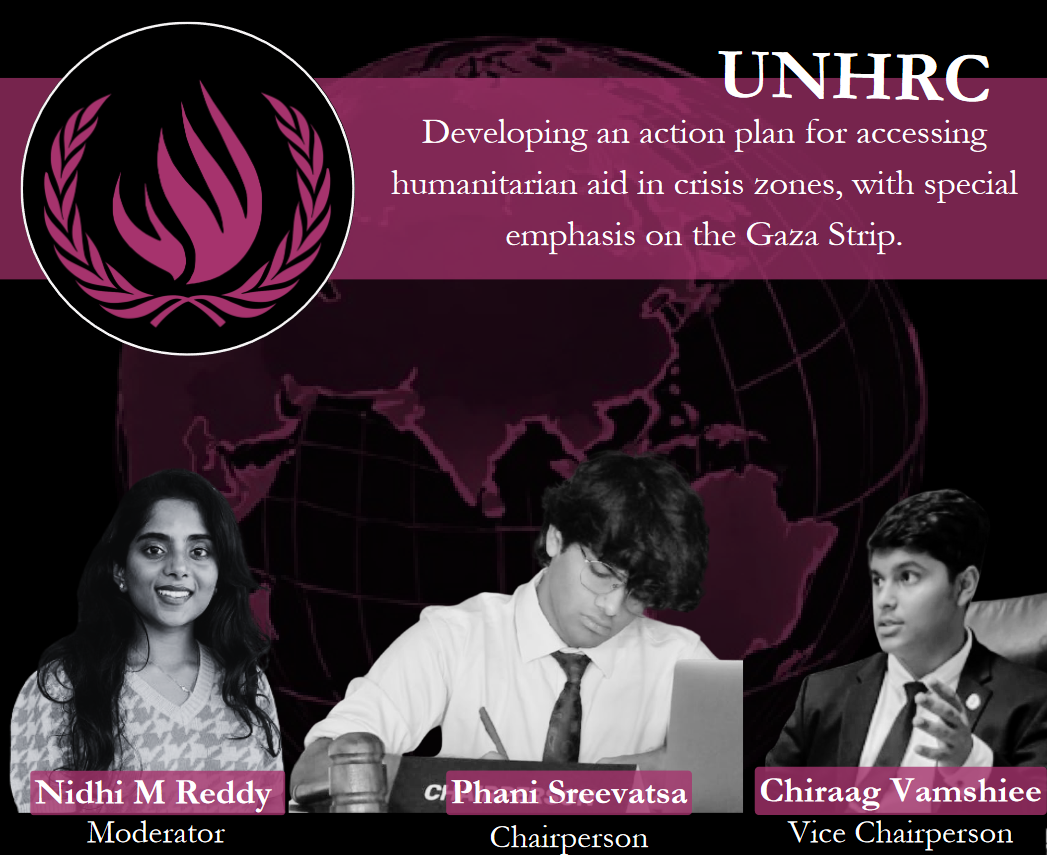 UNHRC
Developing an action plan for accessing
humanitarian aid in crisis zones, with special
emphasis on the Gaza Strip.
Nidhi M Reddy
Phani Sreevatsa
Chiraag Vamshiee
Moderator
Chairperson
Vice Chairperson